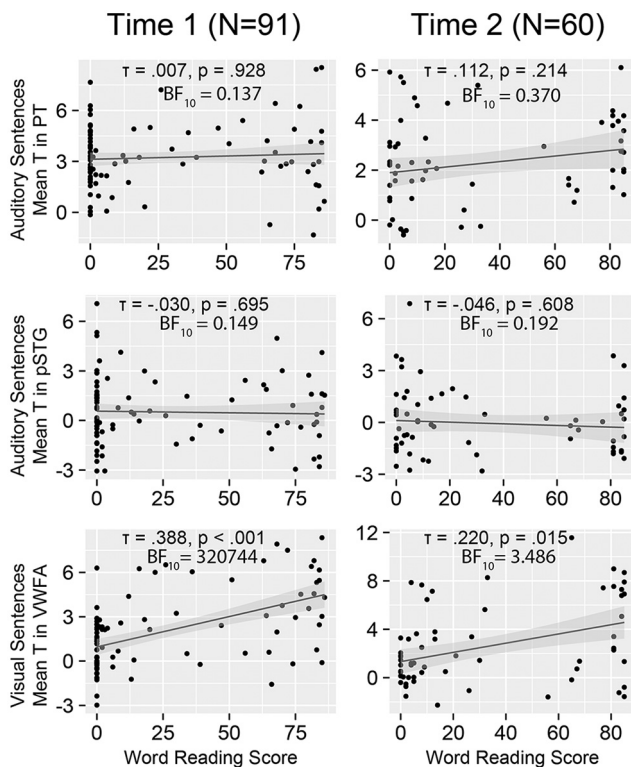 Time 1 (N=91)
Time 2 (N=60)
Auditory Sentences
Mean T in PT
τ = .007, p = .928
BF10 = 0.137
6
3
0
0
25
50
75
τ = .112, p = .214
BF10 = 0.370
6
4
2
0
0
20
40
60
80
Auditory Sentences
Mean T in pSTG
τ = -.030, p = .695
BF10 = 0.149
6
3
0
-3
0
25
50
75
τ = -.046, p = .608
BF10 = 0.192
6
3
0
-3
0
20
40
60
80
Visual Sentences
Mean T in VWFA
τ = .388, p < .001
BF10 = 320744
6
3
0
-3
0
25
50
75
Word Reading Score
τ = .220, p = .015
BF10 = 3.486
12
8
4
0
0
20
40
60
80
Word Reading Score